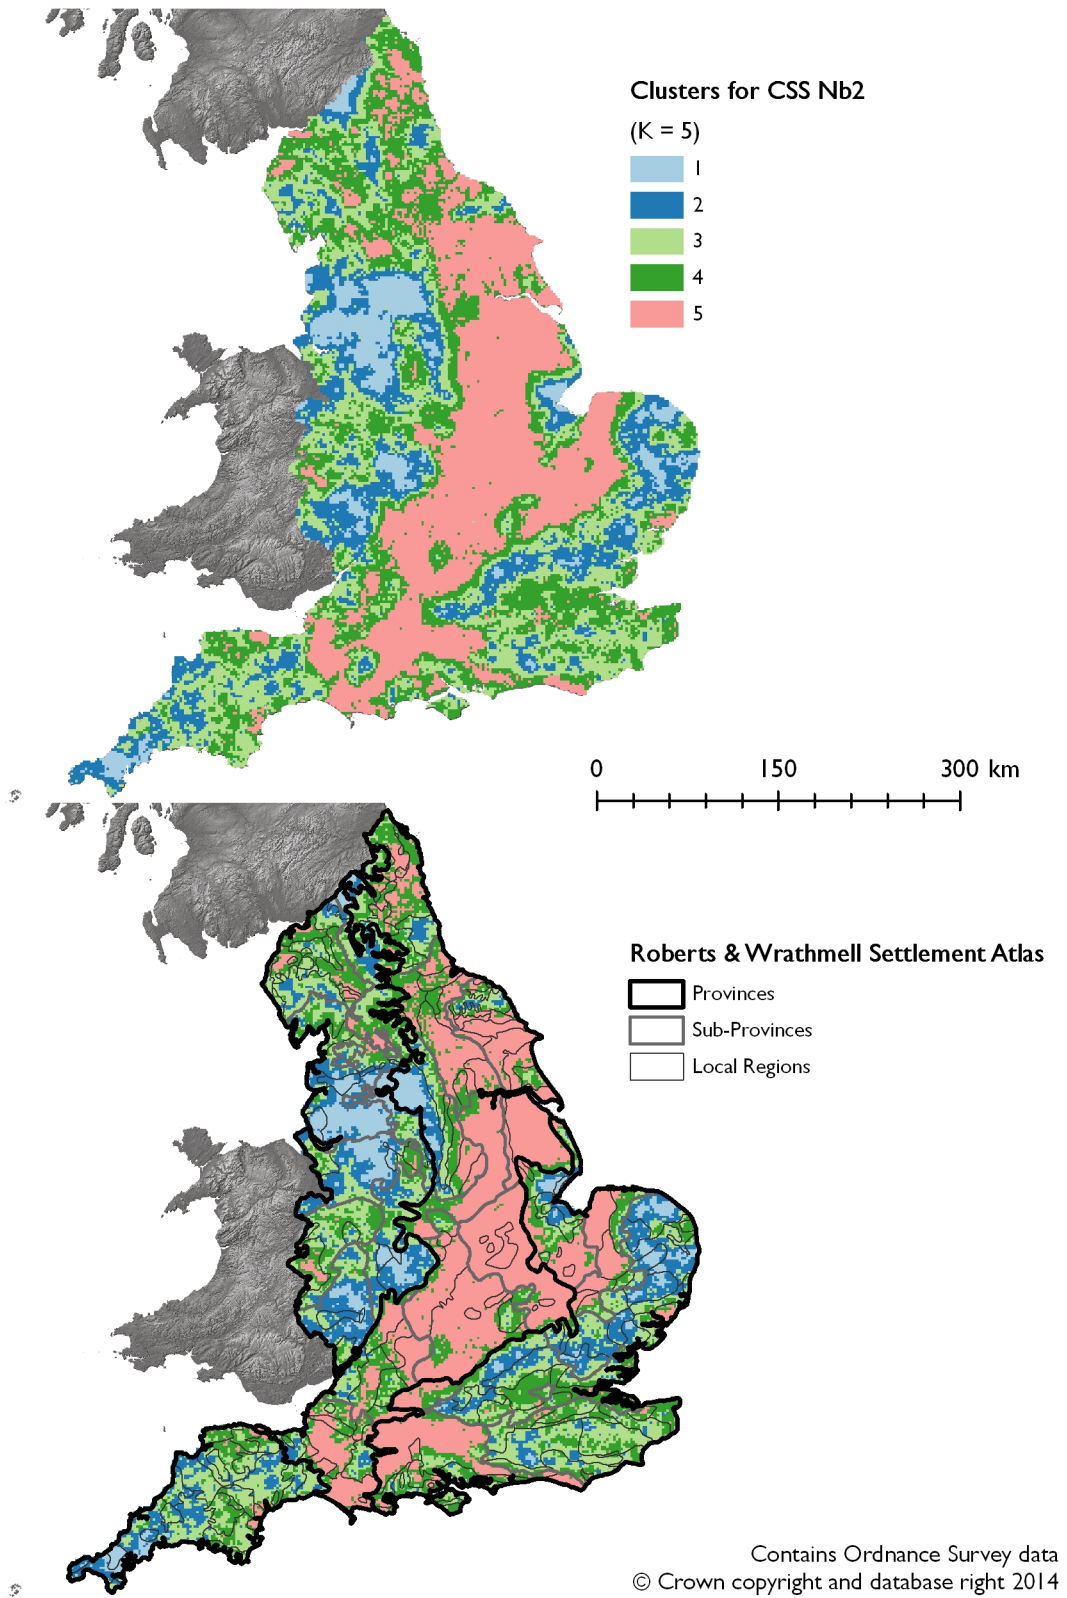 Clusters for CSS Nb2
(K = 5)
1
2
3
4
5
0 150 300 km
Roberts & Wrathmell Settlement Atlas
Provinces
Sub-Provinces
Local Regions
Contains Ordnance Survey data
© Crown copyright and database right 2014